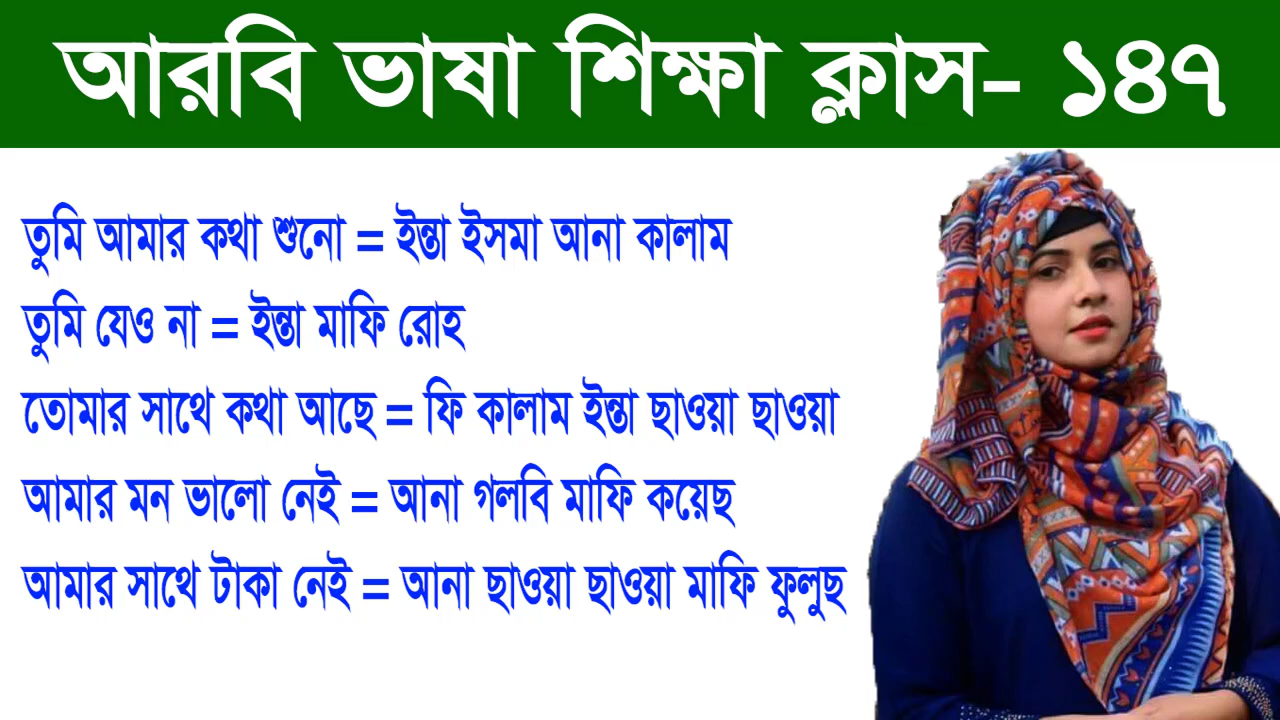 আরবি ভাষা শিক্ষা ক্লাস- ১৪৭
তুমি আমার কথা শুনো = ইন্তা ইসমা আনা কালাম
তুমি যেও না = ইন্তা মাফি রোহ
তোমার সাথে কথা আছে = ফি কালাম ইন্তা ছাওয়া ছাওয়া
আমার মন ভালো নেই = আনা গলবি মাফি কয়েছ
আমার সাথে টাকা নেই = আনা ছাওয়া ছাওয়া মাফি ফুলুছ